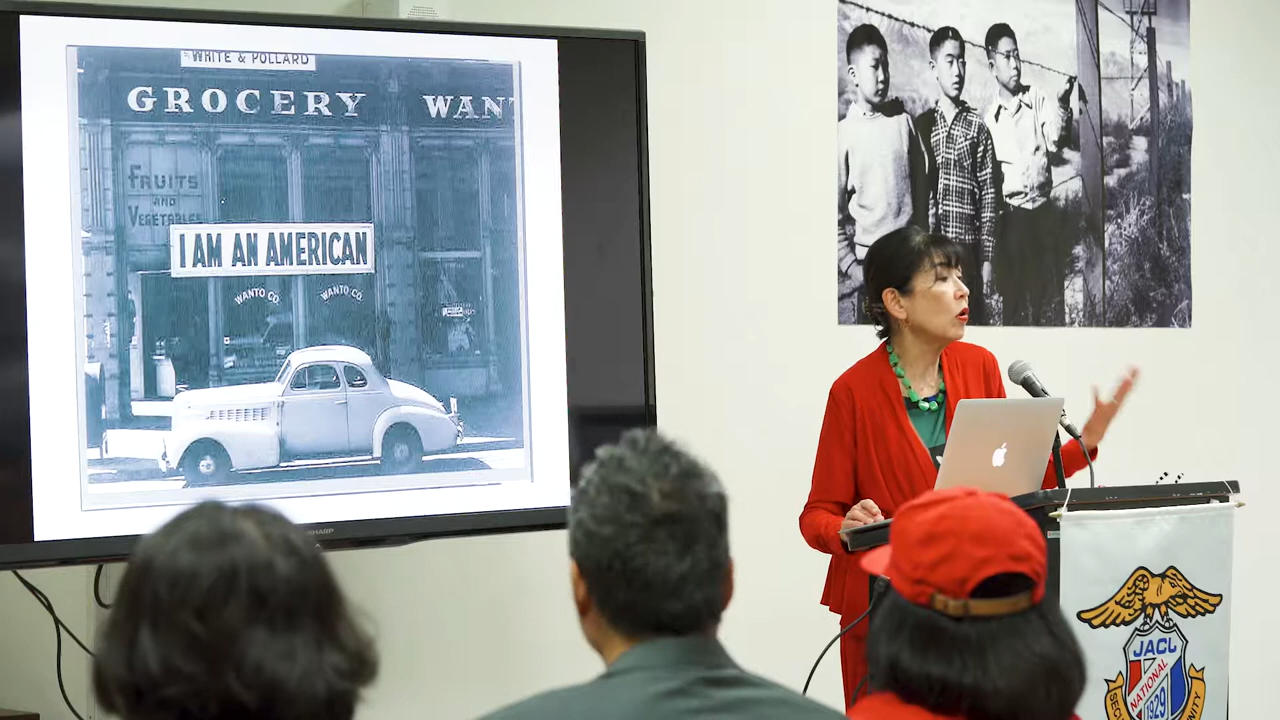 WHITE & POLLARD
GROCERY WAN
FRUITS
AND
VEGETABLES
I AM AN AMERICAN
WANTO CO. WANTO CO.
SHARP
JACL
NATIONAL
1929